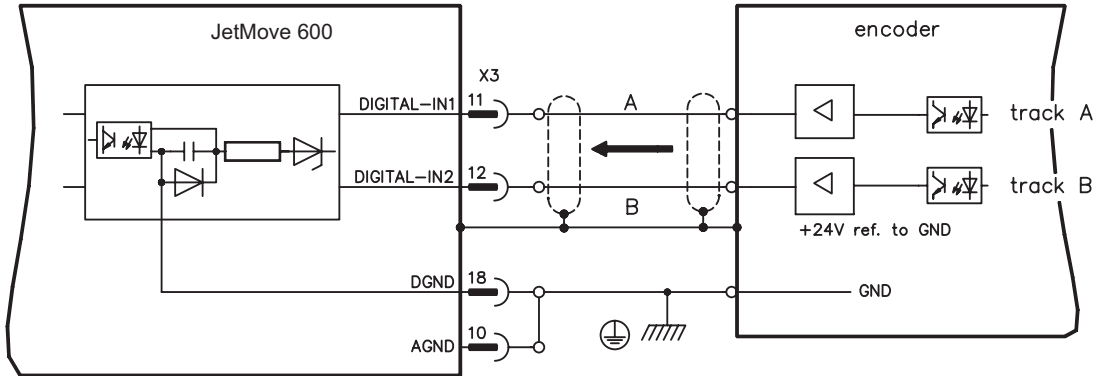 JetMove 600
encoder
X3
DIGITAL-IN1 11 A track A
DIGITAL-IN2 12 B track B
+24V ref. to GND
DGND 18 GND
AGND 10